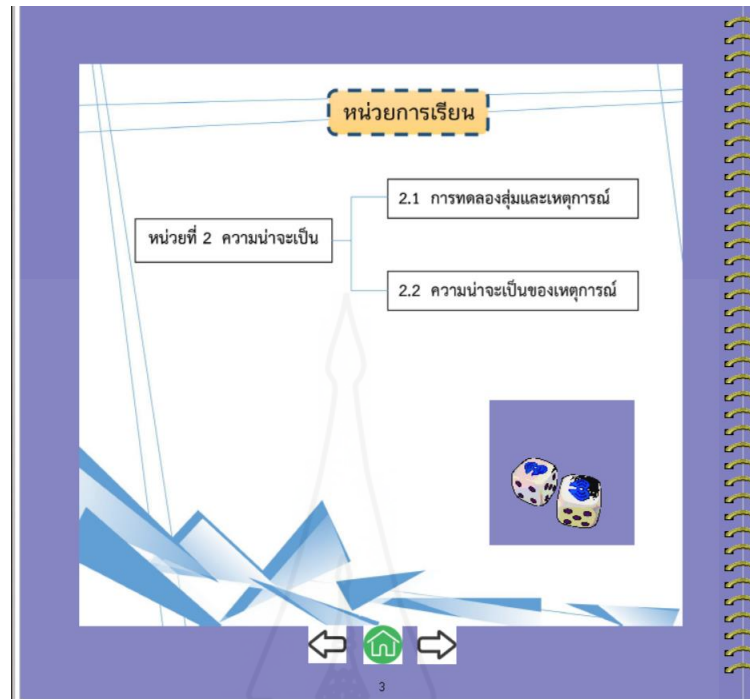 หน่วยการเรียน
2.1 การทดลองสุ่มและเหตุการณ์
หน่วยที่ 2 ความน่าจะเป็น
2.2 ความน่าจะเป็นของเหตุการณ์
3